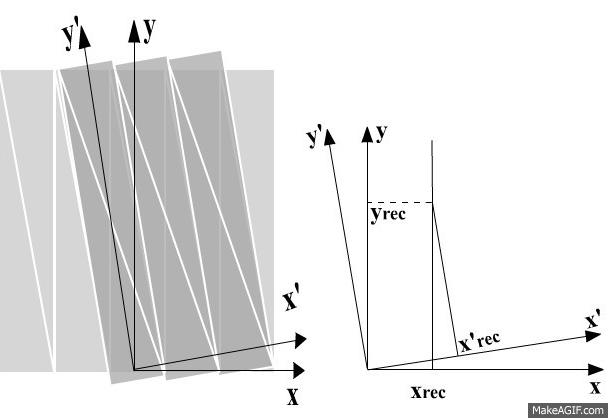 y' y
x'
x
y' y
yrec
x'rec
x'
xrec
x
MakeAGIF.com